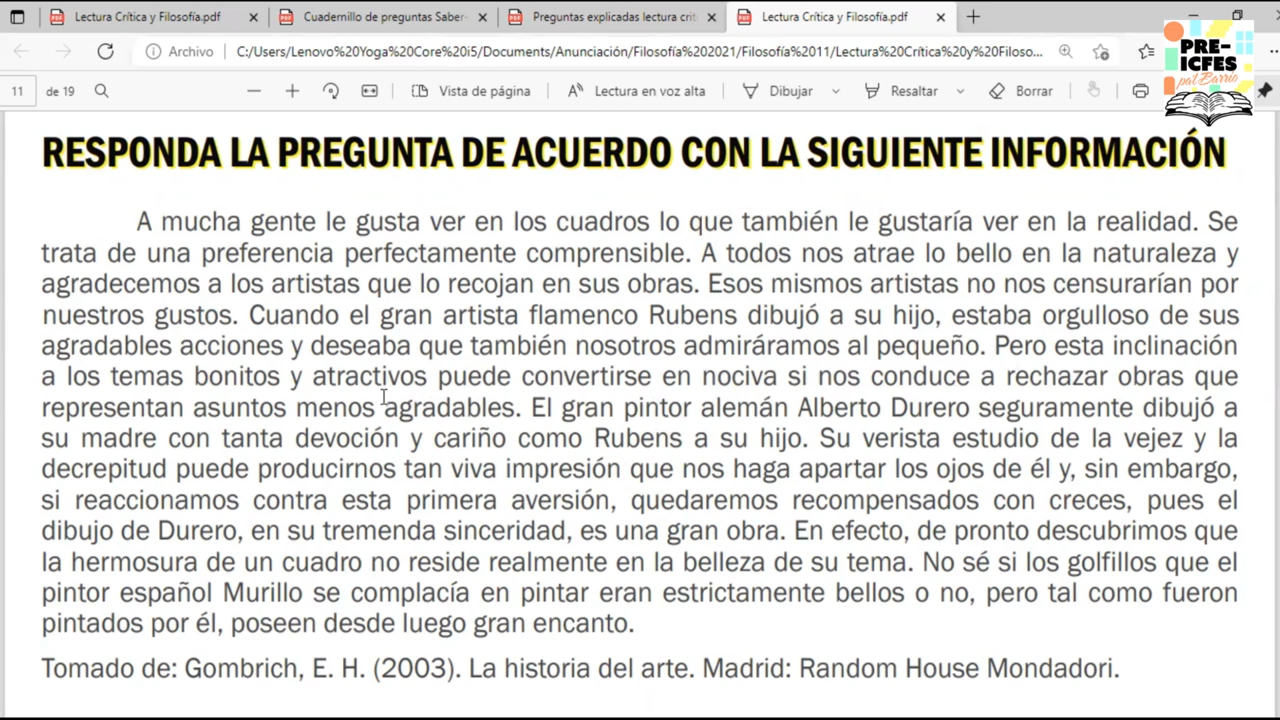 Lectura Crítica y Filosofía.pdf
Cuadernillo de preguntas Saber-
Preguntas explicadas lectura crit
Lectura Crítica y Filosofía.pdf
Archivo
C:/Users/Lenovo%20Yoga%20Core%20i5/Documents/Anunciación/Filosofía%202021/Filosofía%2011/Lectura%20Crítica%20y%20Filoso...
PRE-
ICFES
pal Barrio
11 de 19
Vista de página
Lectura en voz alta
Dibujar
Resaltar
Borrar
RESPONDA LA PREGUNTA DE ACUERDO CON LA SIGUIENTE INFORMACIÓN
A mucha gente le gusta ver en los cuadros lo que también le gustaría ver en la realidad. Se
trata de una preferencia perfectamente comprensible. A todos nos atrae lo bello en la naturaleza y
agradecemos a los artistas que lo recojan en sus obras. Esos mismos artistas no nos censurarían por
nuestros gustos. Cuando el gran artista flamenco Rubens dibujó a su hijo, estaba orgulloso de sus
agradables acciones y deseaba que también nosotros admiráramos al pequeño. Pero esta inclinación
a los temas bonitos y atractivos puede convertirse en nociva si nos conduce a rechazar obras que
representan asuntos menos agradables. El gran pintor alemán Alberto Durero seguramente dibujó a
su madre con tanta devoción y cariño como Rubens a su hijo. Su verista estudio de la vejez y la
decrepitud puede producirnos tan viva impresión que nos haga apartar los ojos de él y, sin embargo,
si reaccionamos contra esta primera aversión, quedaremos recompensados con creces, pues el
dibujo de Durero, en su tremenda sinceridad, es una gran obra. En efecto, de pronto descubrimos que
la hermosura de un cuadro no reside realmente en la belleza de su tema. No sé si los golfillos que el
pintor español Murillo se complacía en pintar eran estrictamente bellos o no, pero tal como fueron
pintados por él, poseen desde luego gran encanto.
Tomado de: Gombrich, E. H. (2003). La historia del arte. Madrid: Random House Mondadori.